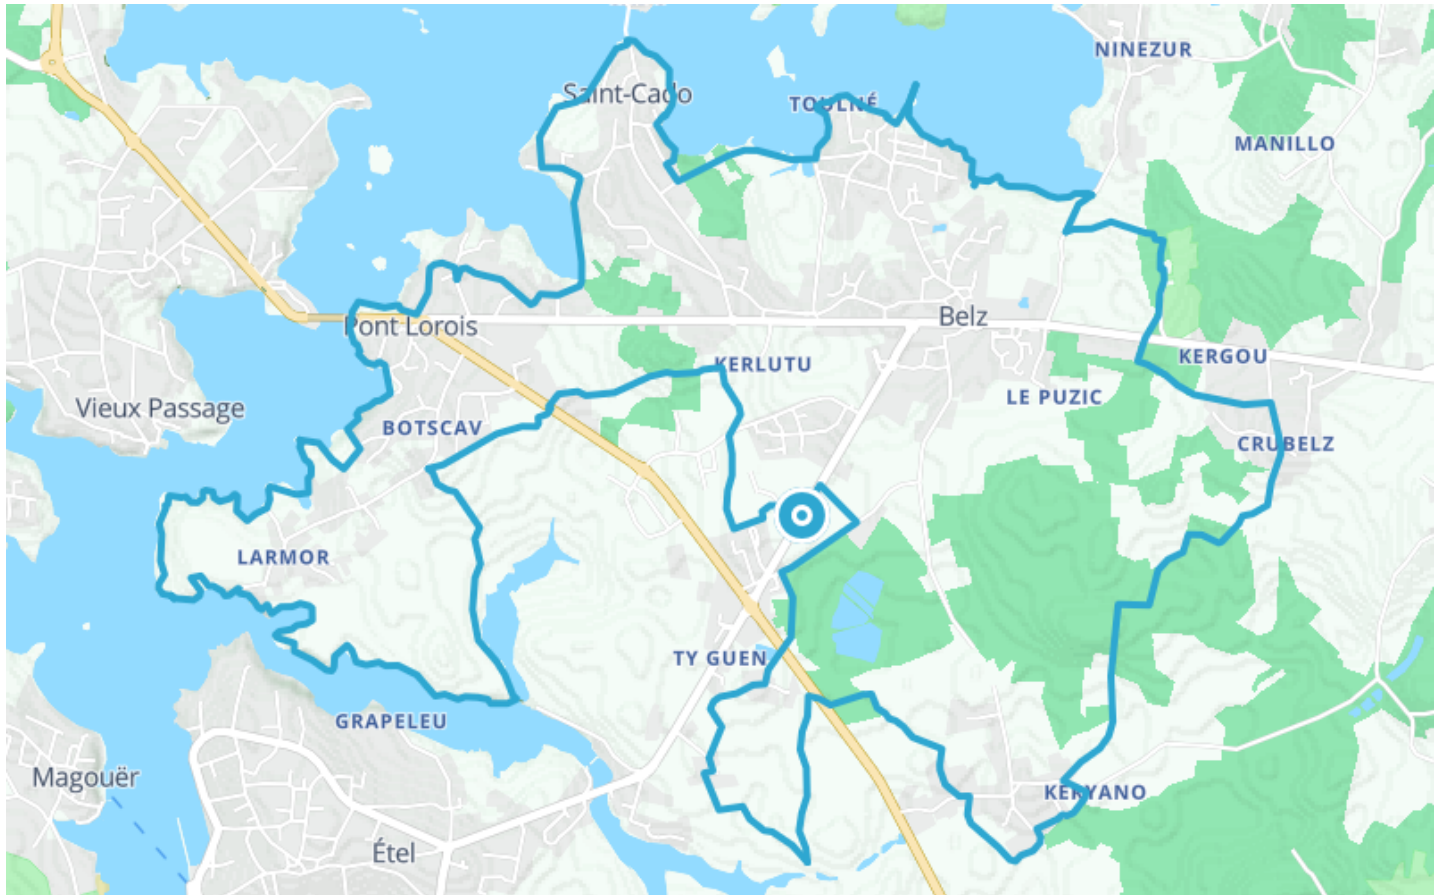 NINEZUR
Saint-Cado
TOULNÉ
MANILLO
Belz
Pont Lorois
KERGOU
KERLUTU
LE PUZIC
Vieux Passage
BOTSCAV
CRUBELZ
LARMOR
TY GUEN
GRAPELEU
Magouër
KERYANO
Étel